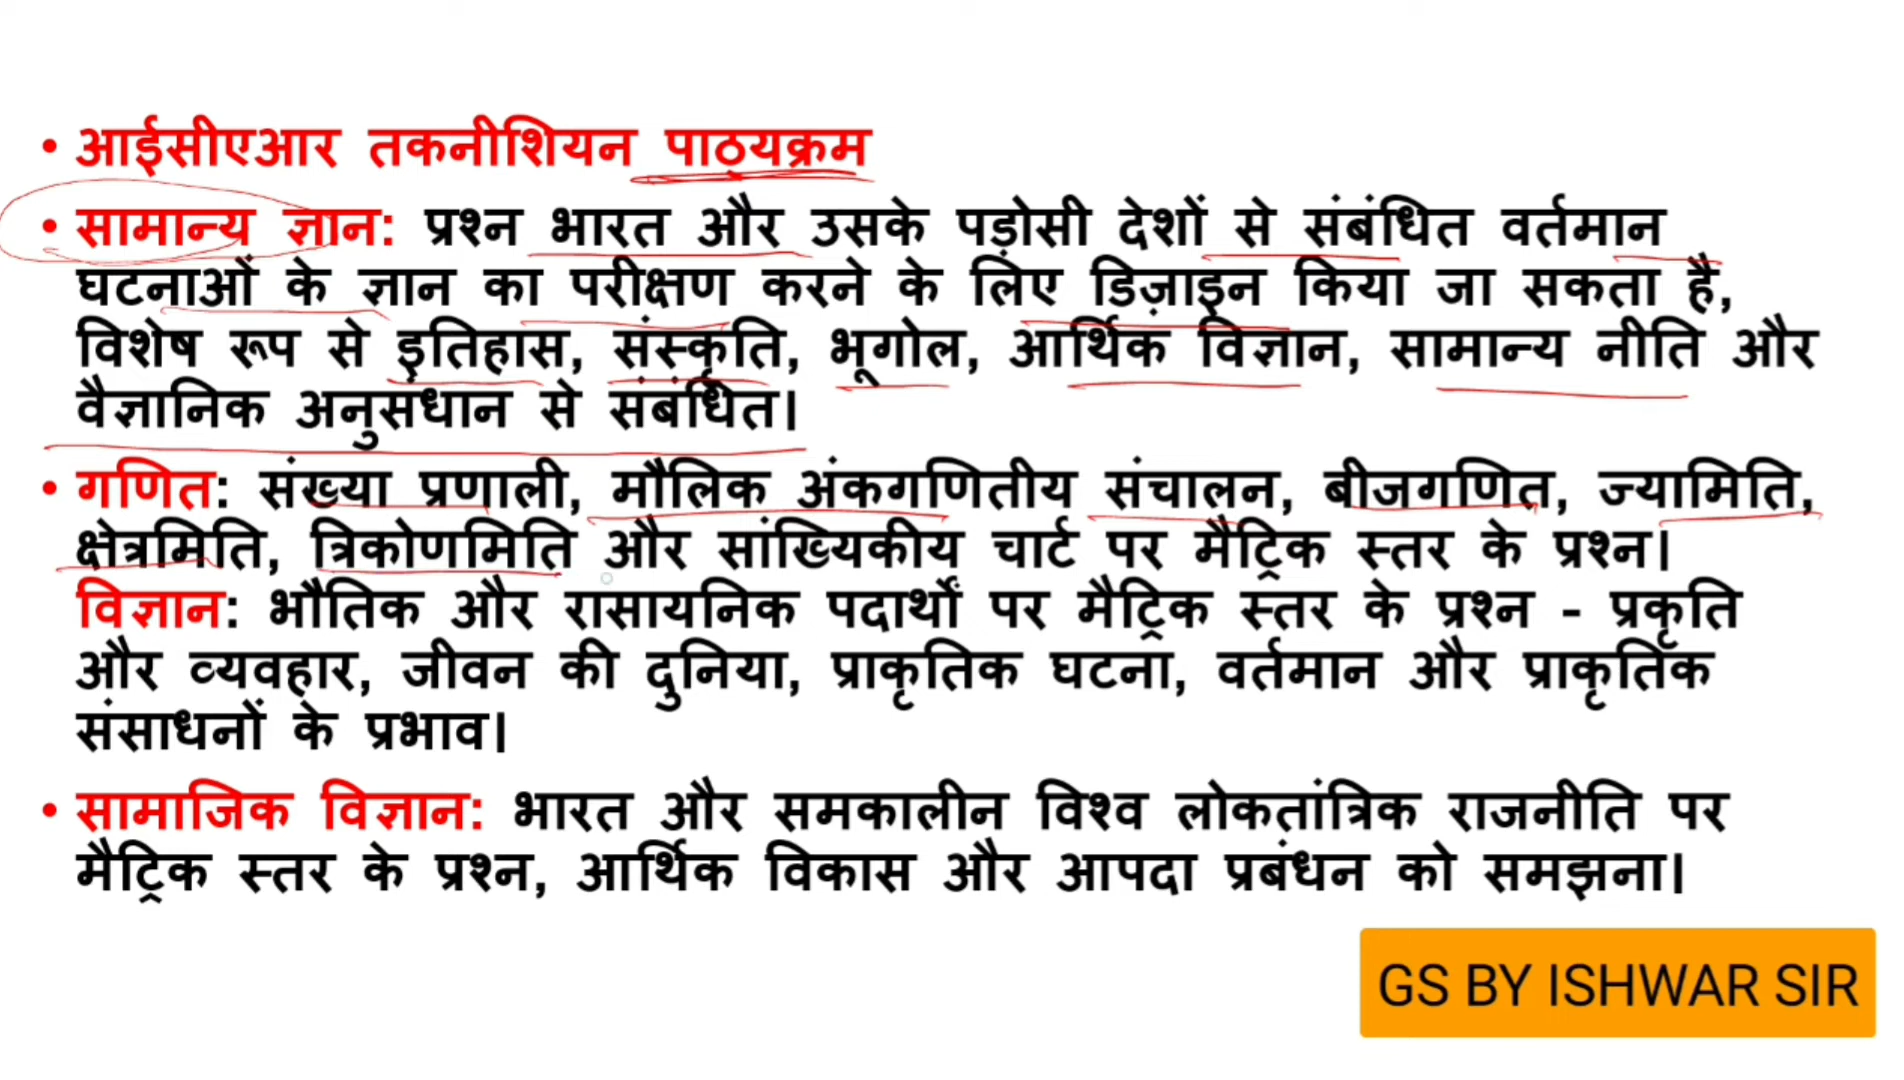 • आईसीएआर तकनीशियन पाठ्यक्रम
• सामान्य ज्ञान: प्रश्न भारत और उसके पड़ोसी देशों से संबंधित वर्तमान
घटनाओं के ज्ञान का परीक्षण करने के लिए डिज़ाइन किया जा सकता है,
विशेष रूप से इतिहास, संस्कृति, भूगोल, आर्थिक विज्ञान, सामान्य नीति और
वैज्ञानिक अनुसंधान से संबंधित।
• गणित: संख्या प्रणाली, मौलिक अंकगणितीय संचालन, बीजगणित, ज्यामिति,
क्षेत्रमिति, त्रिकोणमिति और सांख्यिकीय चार्ट पर मैट्रिक स्तर के प्रश्न।
विज्ञान: भौतिक और रासायनिक पदार्थों पर मैट्रिक स्तर के प्रश्न - प्रकृति
और व्यवहार, जीवन की दुनिया, प्राकृतिक घटना, वर्तमान और प्राकृतिक
संसाधनों के प्रभाव।
• सामाजिक विज्ञान: भारत और समकालीन विश्व लोकतांत्रिक राजनीति पर
मैट्रिक स्तर के प्रश्न, आर्थिक विकास और आपदा प्रबंधन को समझना।
GS BY ISHWAR SIR